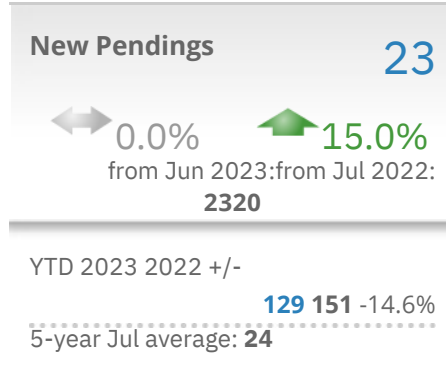 New Pendings
23
0.0% 15.0%
from Jun 2023:from Jul 2022:
2320
YTD 2023 2022 +/-
129 151 -14.6%
5-year Jul average: 24